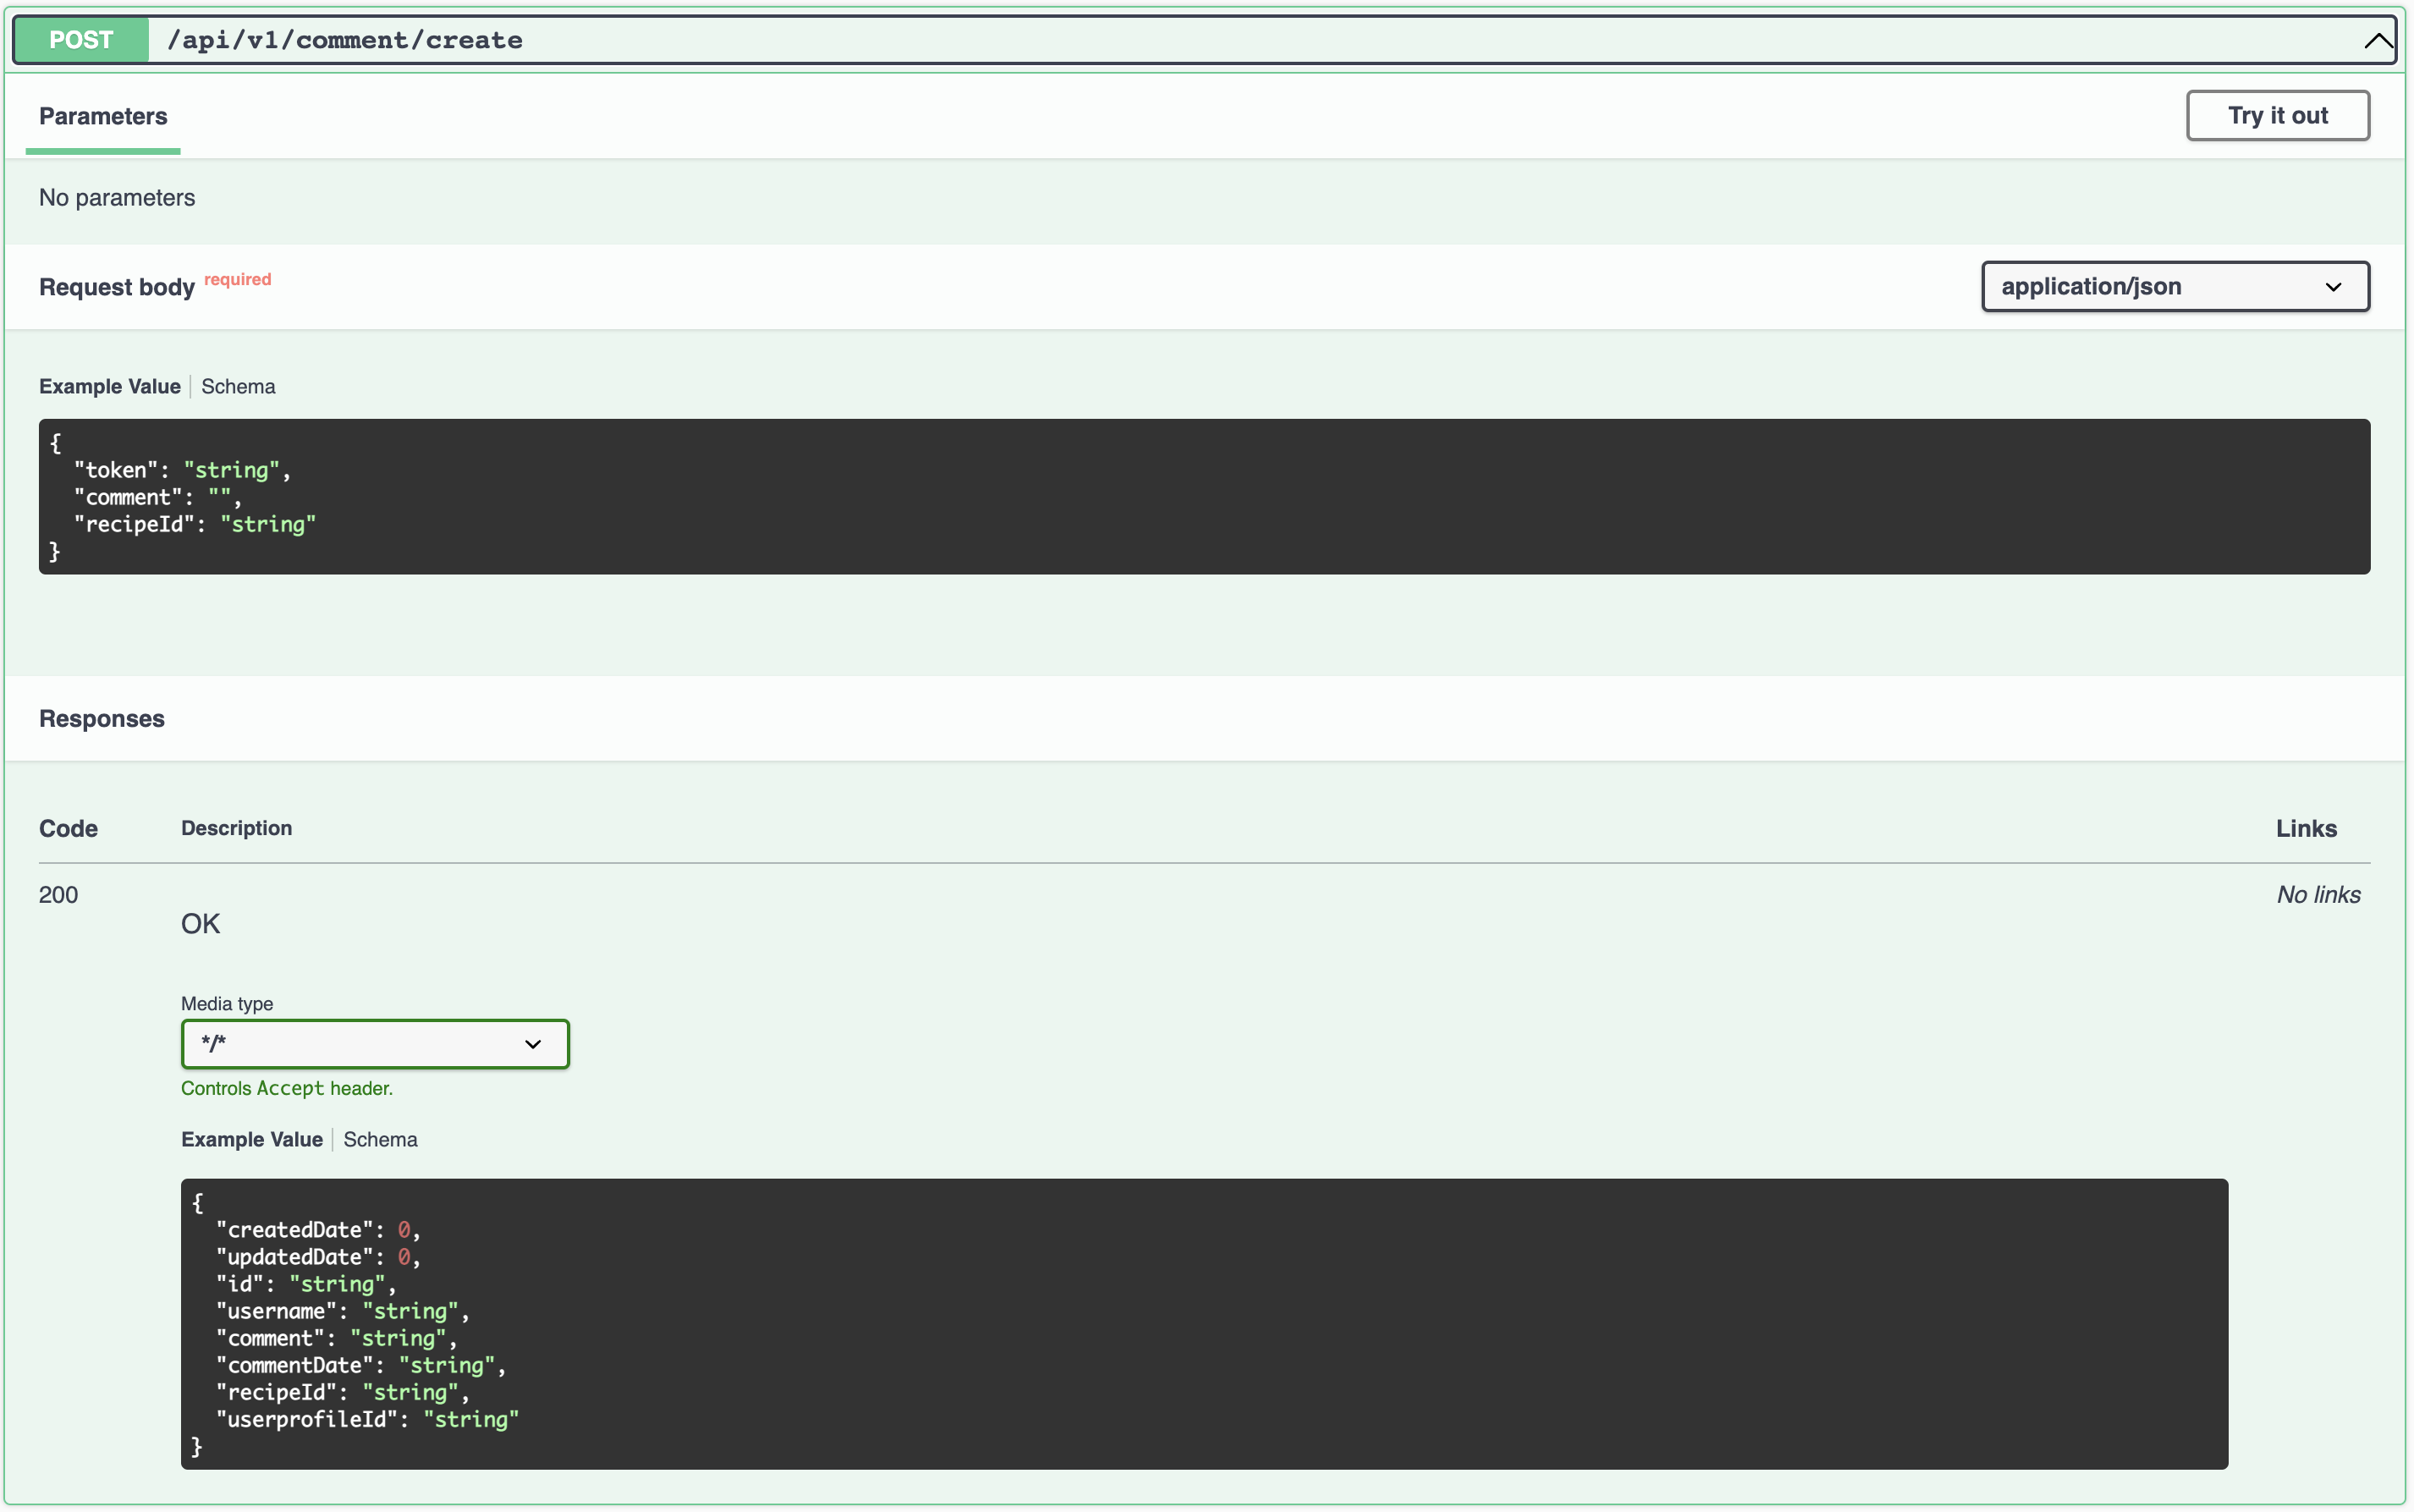 POST /api/v1/comment/create
Parameters
Try it out
No parameters
Request body required
application/json
Example Value Schema
{
  "token": "string",
  "comment": "",
  "recipeId": "string"
}
Responses
Code Description Links
200 No links
OK
Media type
*/*
Controls Accept header.
Example Value Schema
{
  "createdDate": 0,
  "updatedDate": 0,
  "id": "string",
  "username": "string",
  "comment": "string",
  "commentDate": "string",
  "recipeId": "string",
  "userprofileId": "string"
}